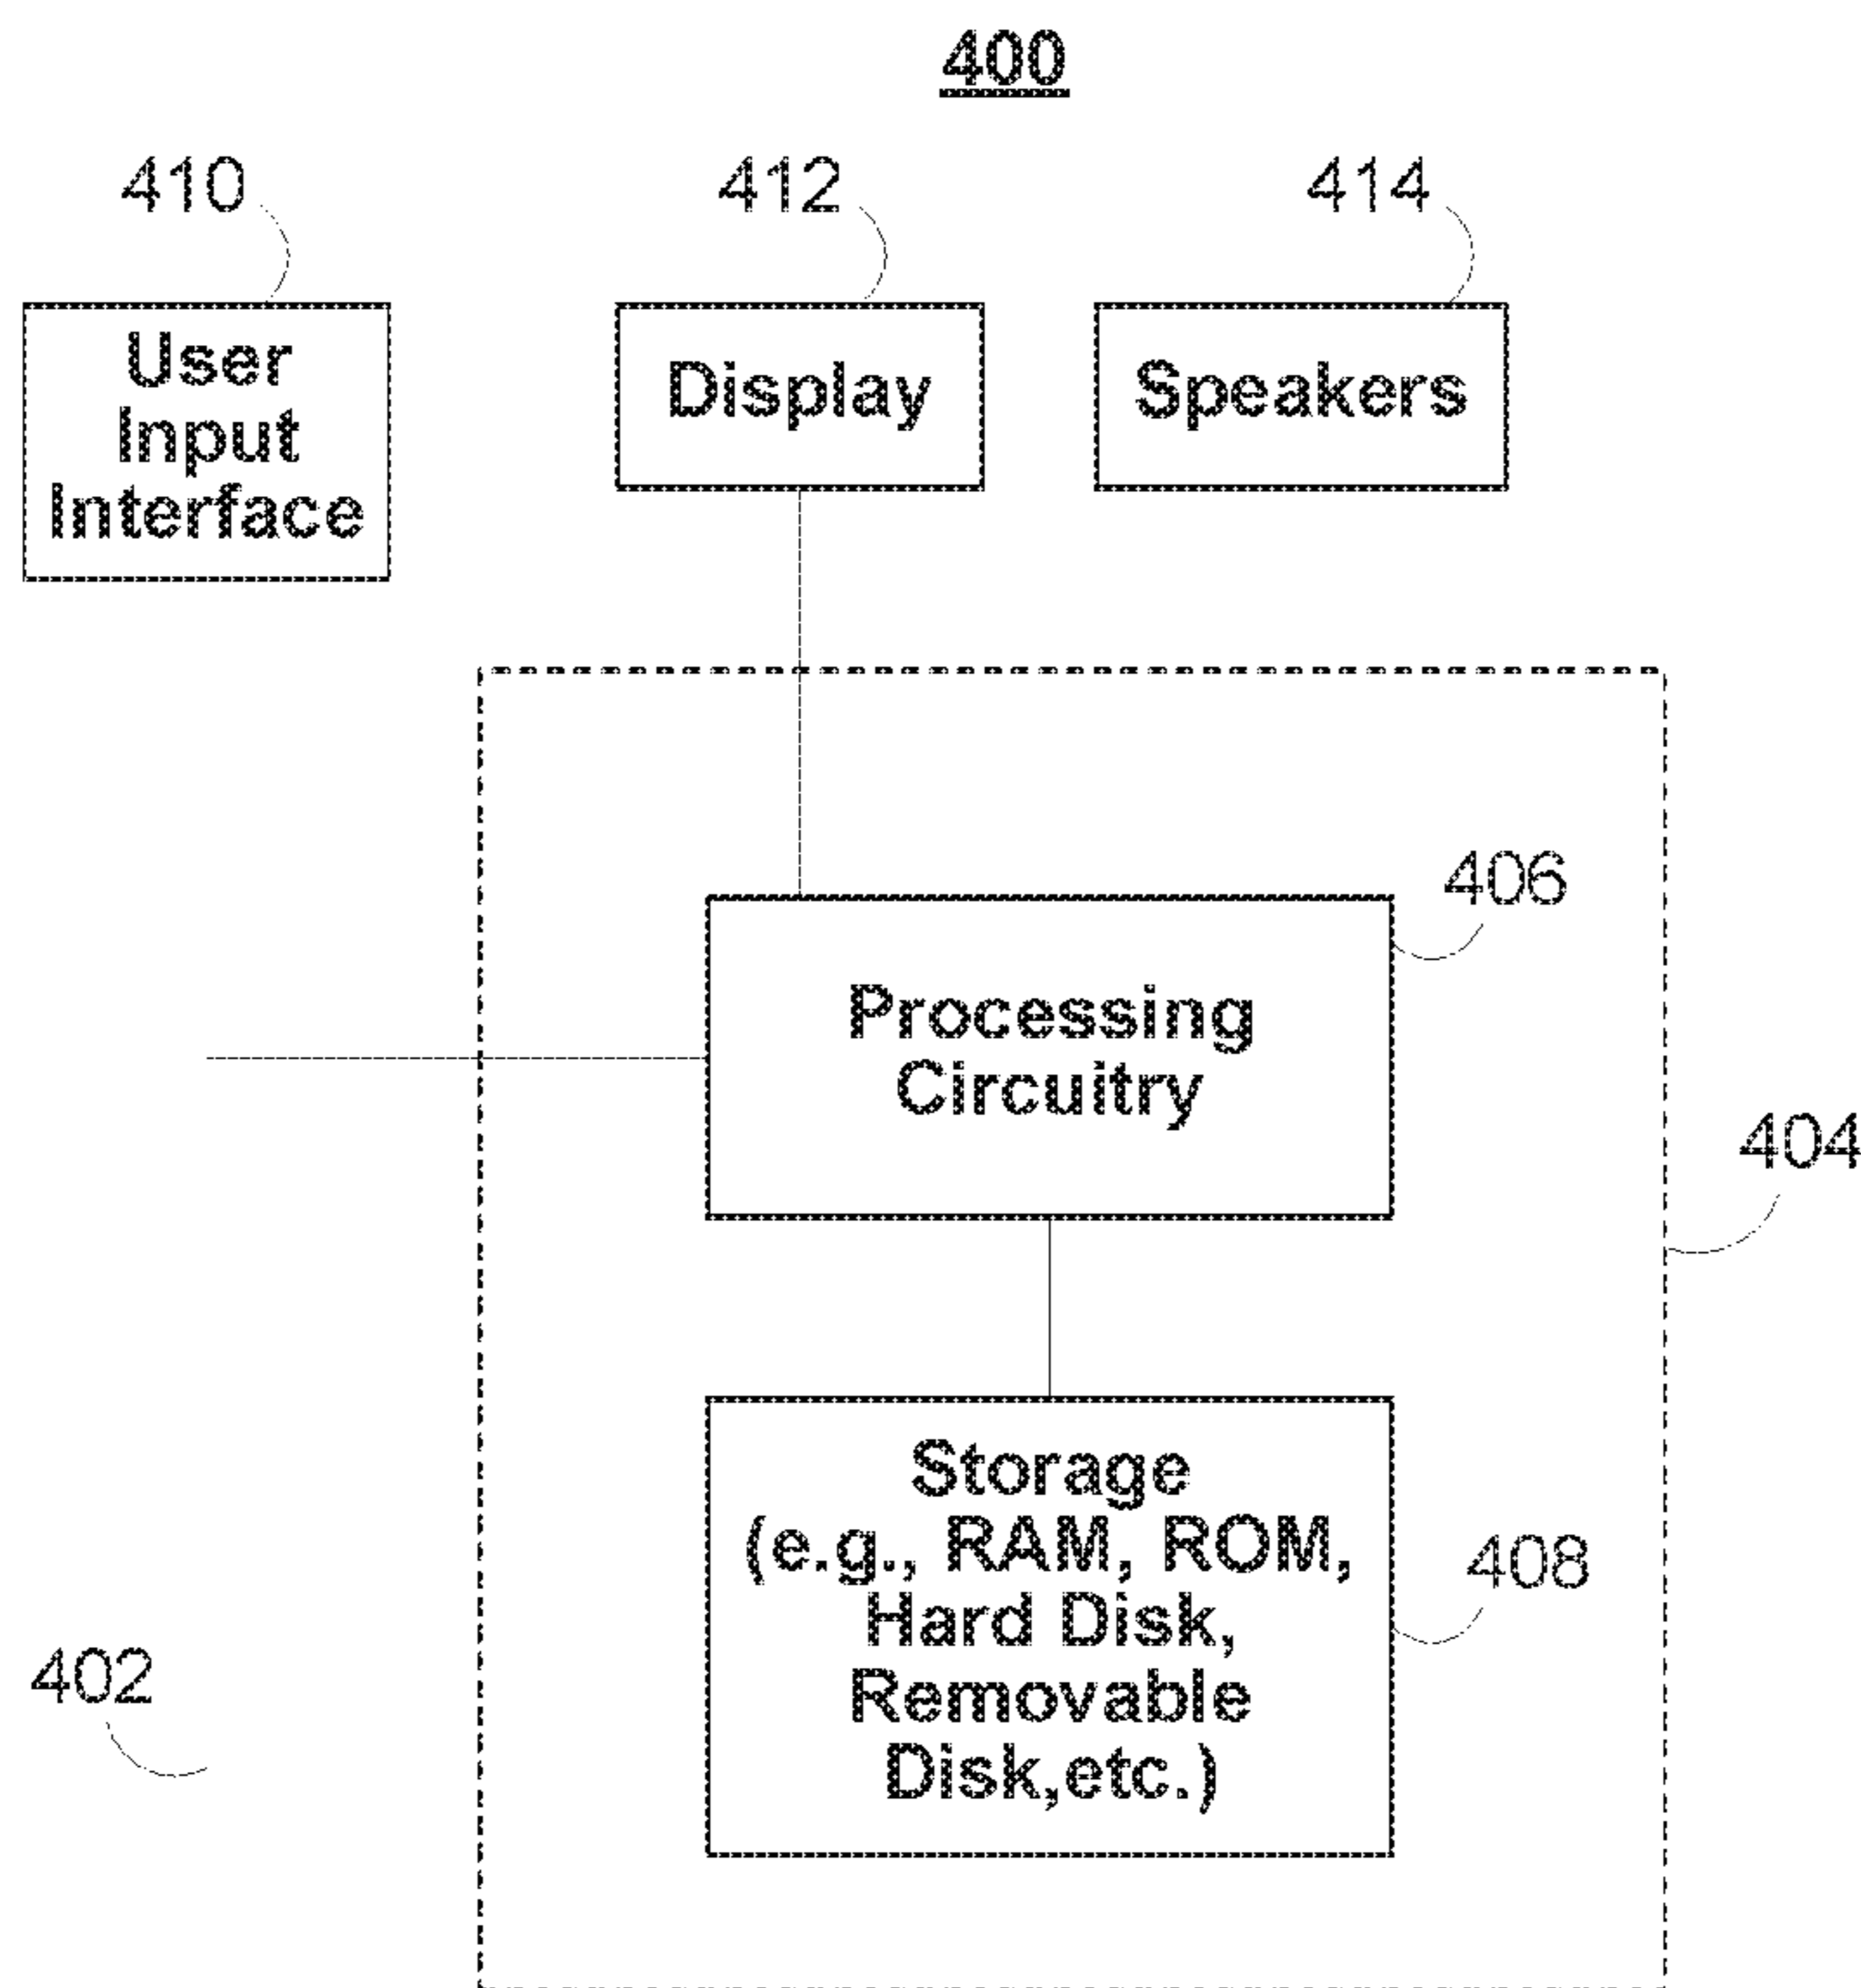 400
410
412
414
User
Input
Interface
Display
Speakers
406
Processing
Circuitry
404
Storage
(e.g., RAM, ROM,
Hard Disk,
Removable
Disk,etc.)
408
402